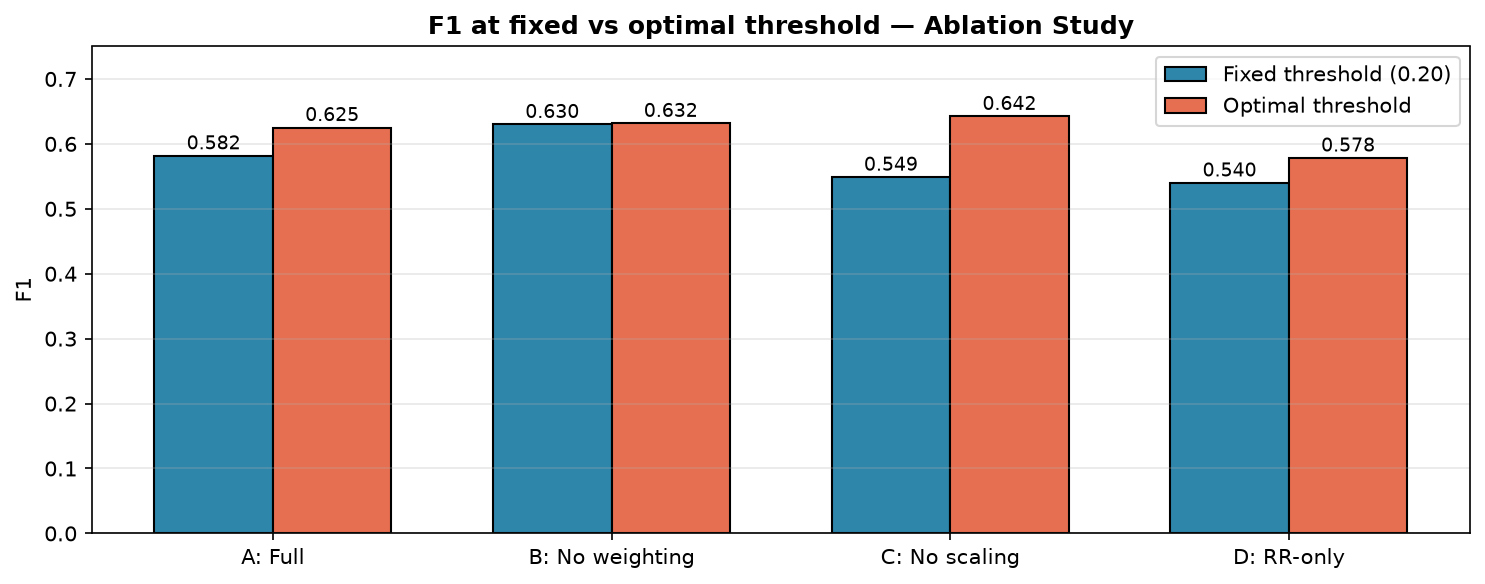 F1 at fixed vs optimal threshold — Ablation Study
Fixed threshold (0.20)
Optimal threshold
F1
0.7
0.6
0.5
0.4
0.3
0.2
0.1
0.0
0.582
0.625
0.630
0.632
0.549
0.642
0.540
0.578
A: Full
B: No weighting
C: No scaling
D: RR-only